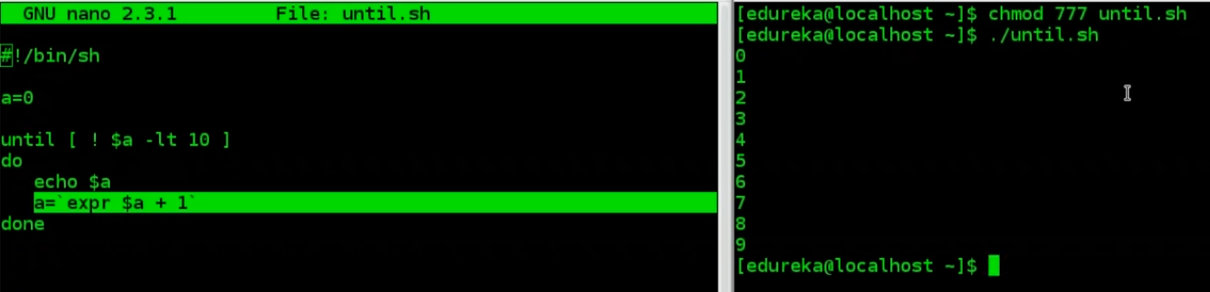 GNU nano 2.3.1 File: until.sh
#!/bin/sh
a=0
until [ ! $a -lt 10 ]
do
echo $a
a=`expr $a + 1`
done
[edureka@localhost ~]$ chmod 777 until.sh
[edureka@localhost ~]$ ./until.sh
0
1
2
3
4
5
6
7
8
9
[edureka@localhost ~]$